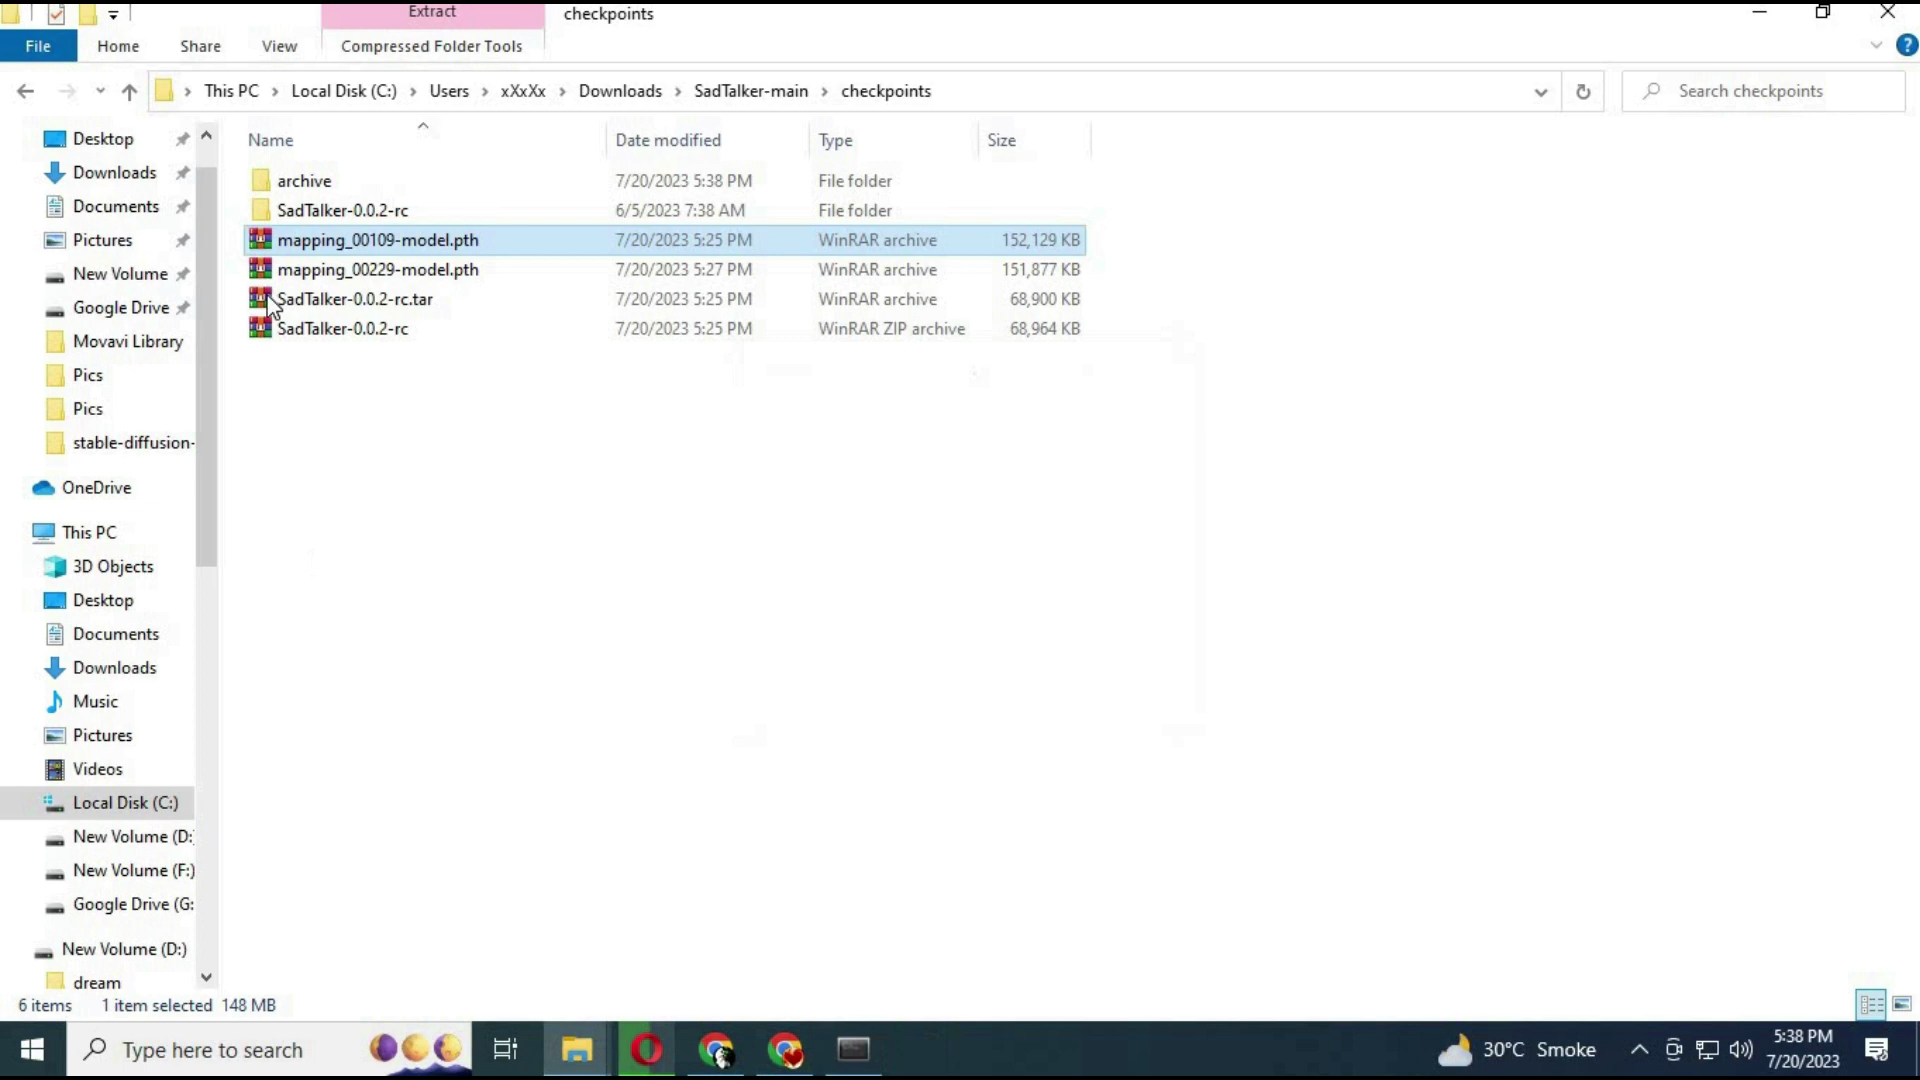 Extract
checkpoints
File
Home
Share
View
Compressed Folder Tools
This PC > Local Disk (C:) > Users > xXxXx > Downloads > SadTalker-main > checkpoints
Search checkpoints
Name
Date modified
Type
Size
archive 7/20/2023 5:38 PM File folder
SadTalker-0.0.2-rc 6/5/2023 7:38 AM File folder
mapping_00109-model.pth 7/20/2023 5:25 PM WinRAR archive 152,129 KB
mapping_00229-model.pth 7/20/2023 5:27 PM WinRAR archive 151,877 KB
SadTalker-0.0.2-rc.tar 7/20/2023 5:25 PM WinRAR archive 68,900 KB
SadTalker-0.0.2-rc 7/20/2023 5:25 PM WinRAR ZIP archive 68,964 KB
Desktop
Downloads
Documents
Pictures
New Volume
Google Drive
Movavi Library
Pics
Pics
stable-diffusion-
OneDrive
This PC
3D Objects
Desktop
Documents
Downloads
Music
Pictures
Videos
Local Disk (C:)
New Volume (D:
New Volume (F:)
Google Drive (G:
New Volume (D:)
dream
6 items 1 item selected 148 MB
Type here to search
30°C Smoke
5:38 PM
7/20/2023